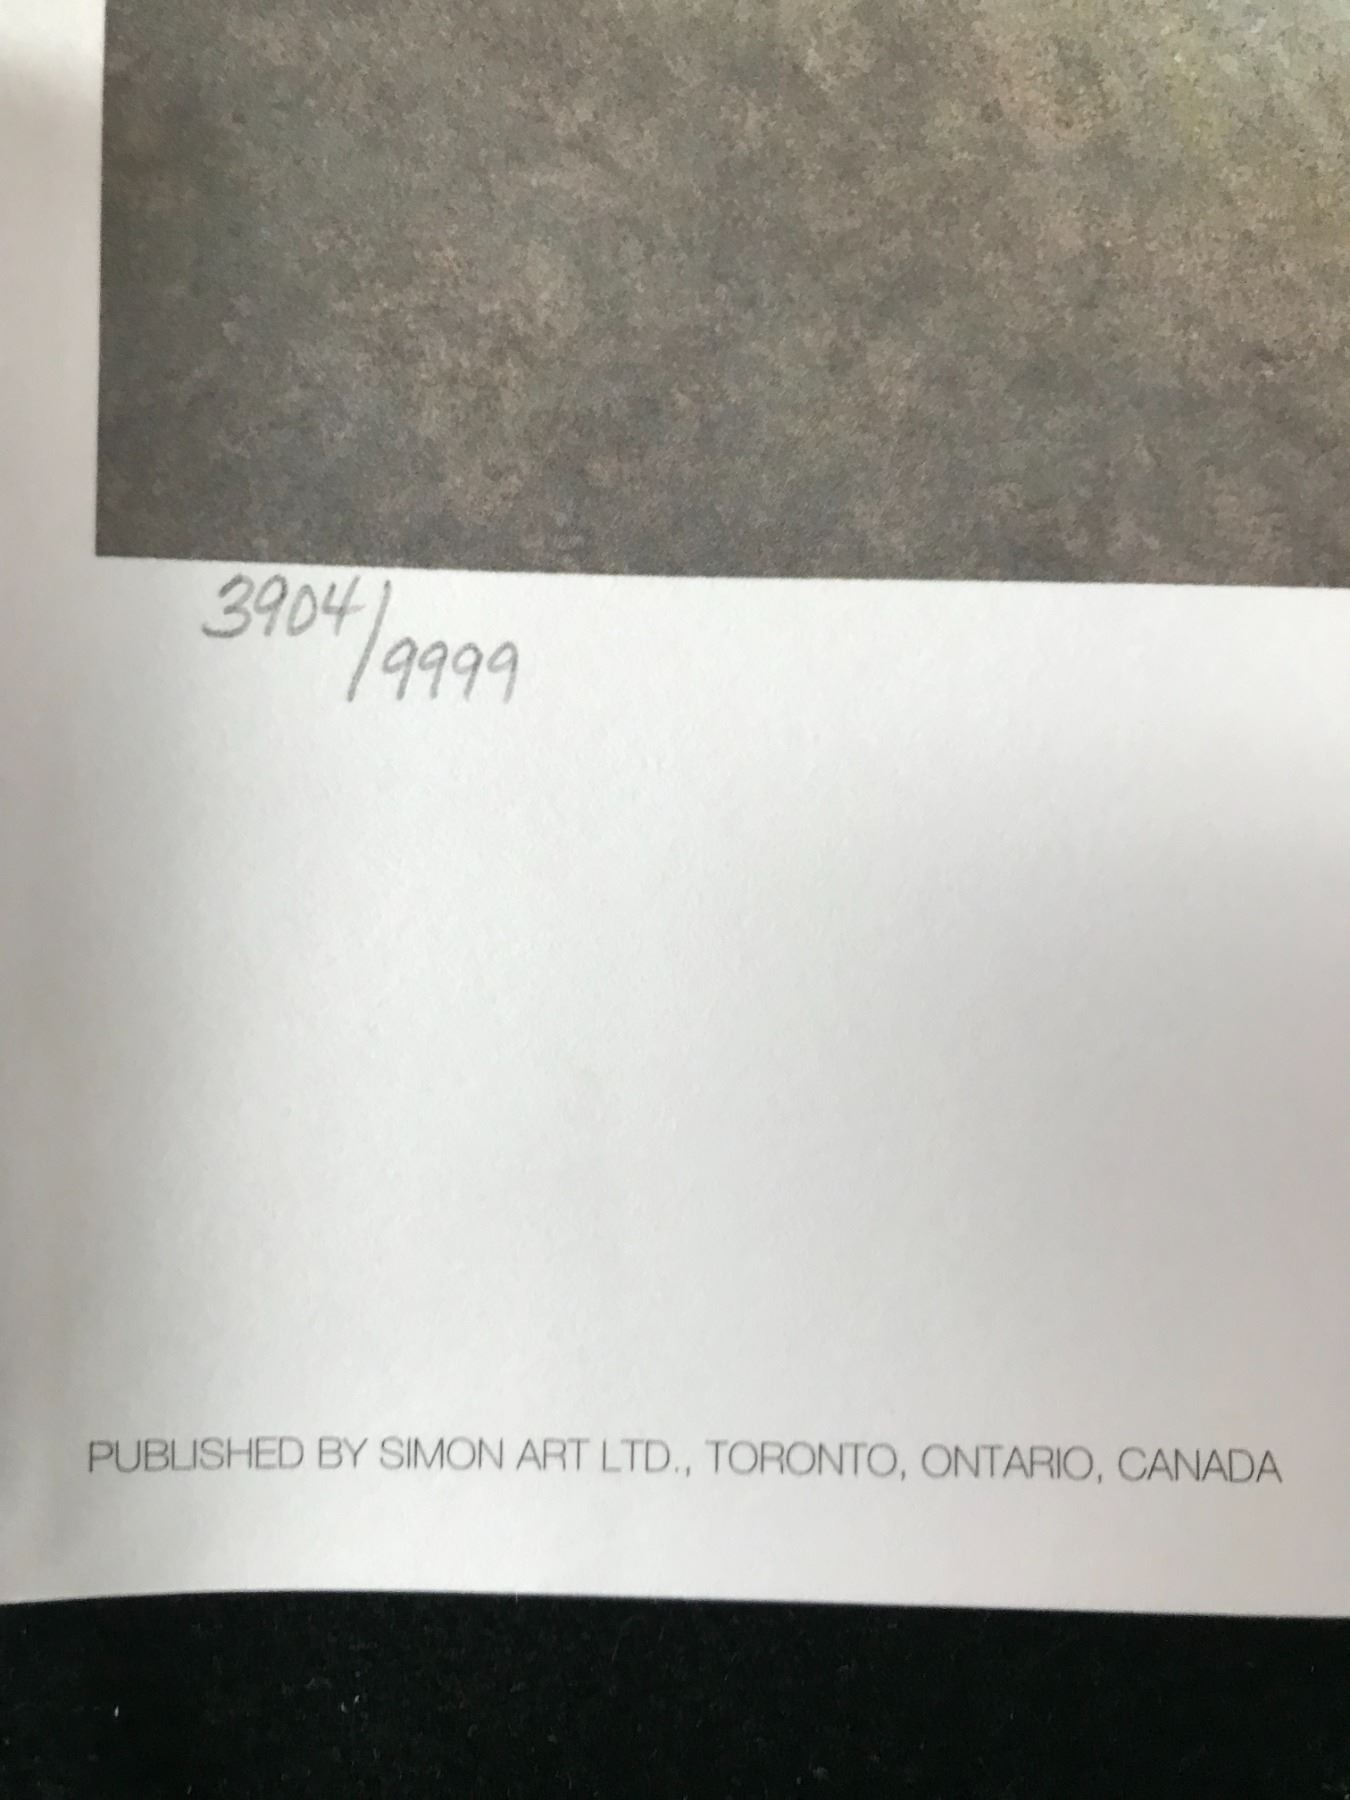 3904/9999
PUBLISHED BY SIMON ART LTD., TORONTO, ONTARIO, CANADA